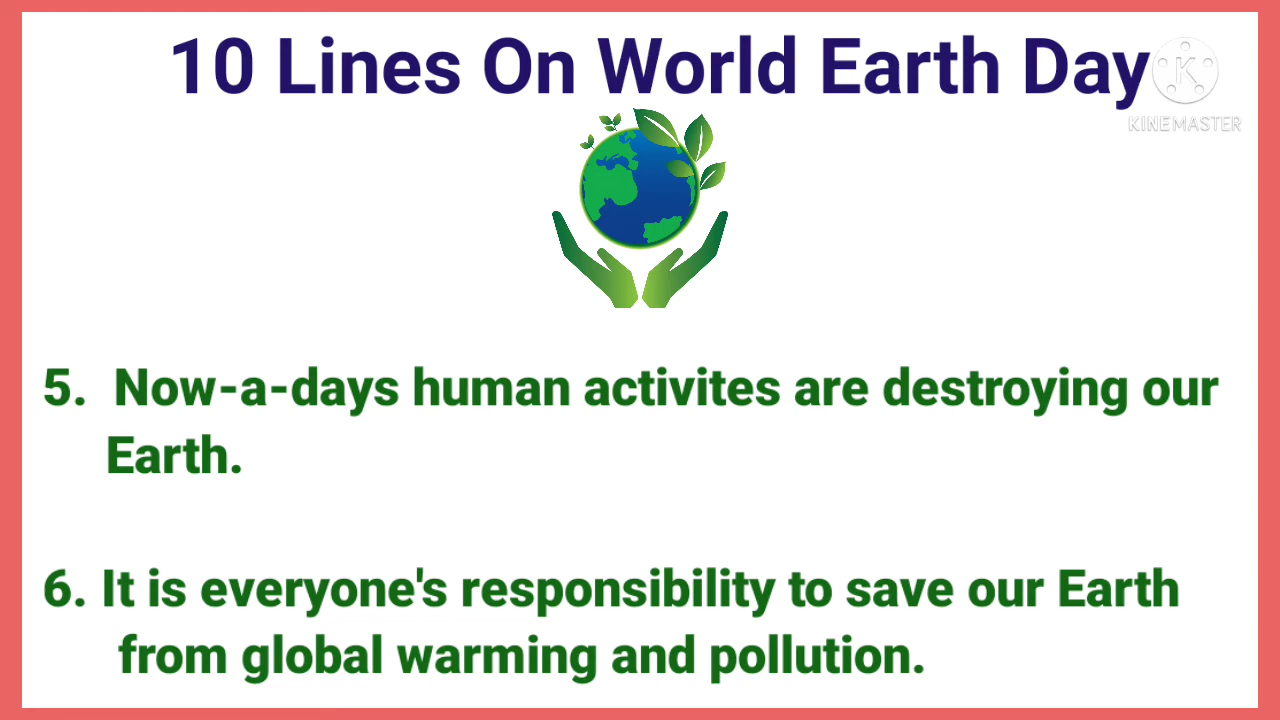 10 Lines On World Earth Day
K
KINEMASTER
5. Now-a-days human activites are destroying our
Earth.
6. It is everyone's responsibility to save our Earth
from global warming and pollution.